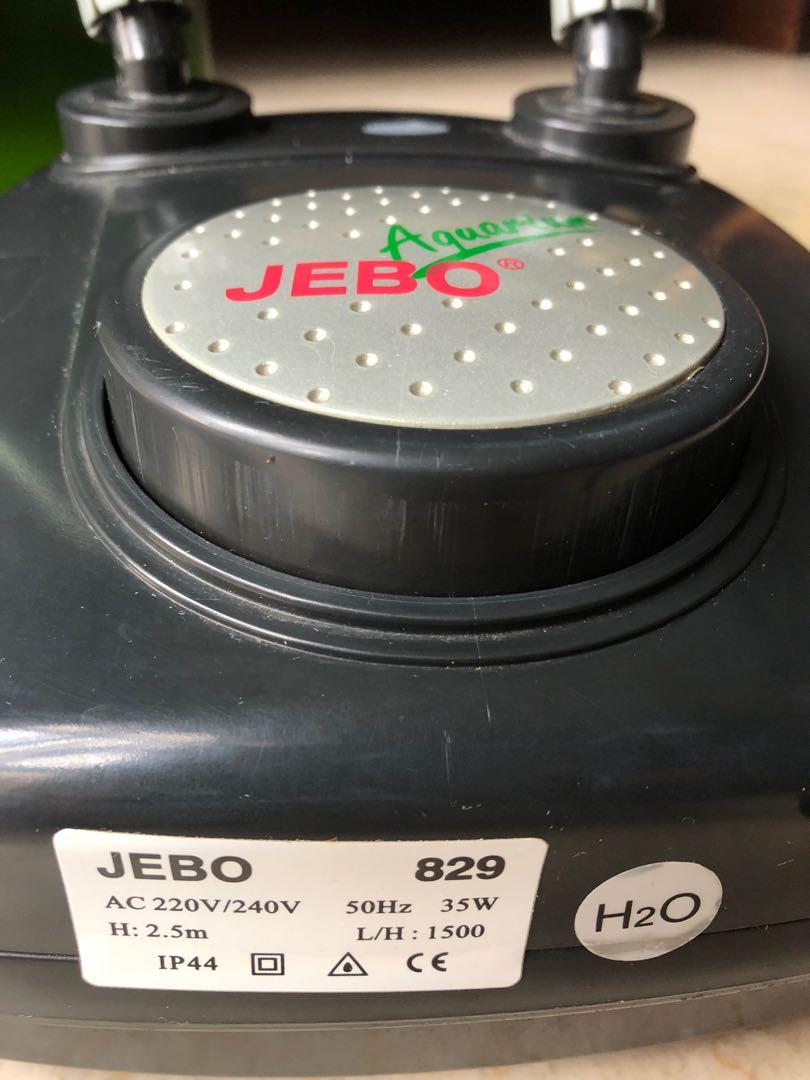 Aquarium
JEBO®
JEBO 829
AC 220V/240V 50Hz 35W
H: 2.5m L/H : 1500
IP44 CE
H2O